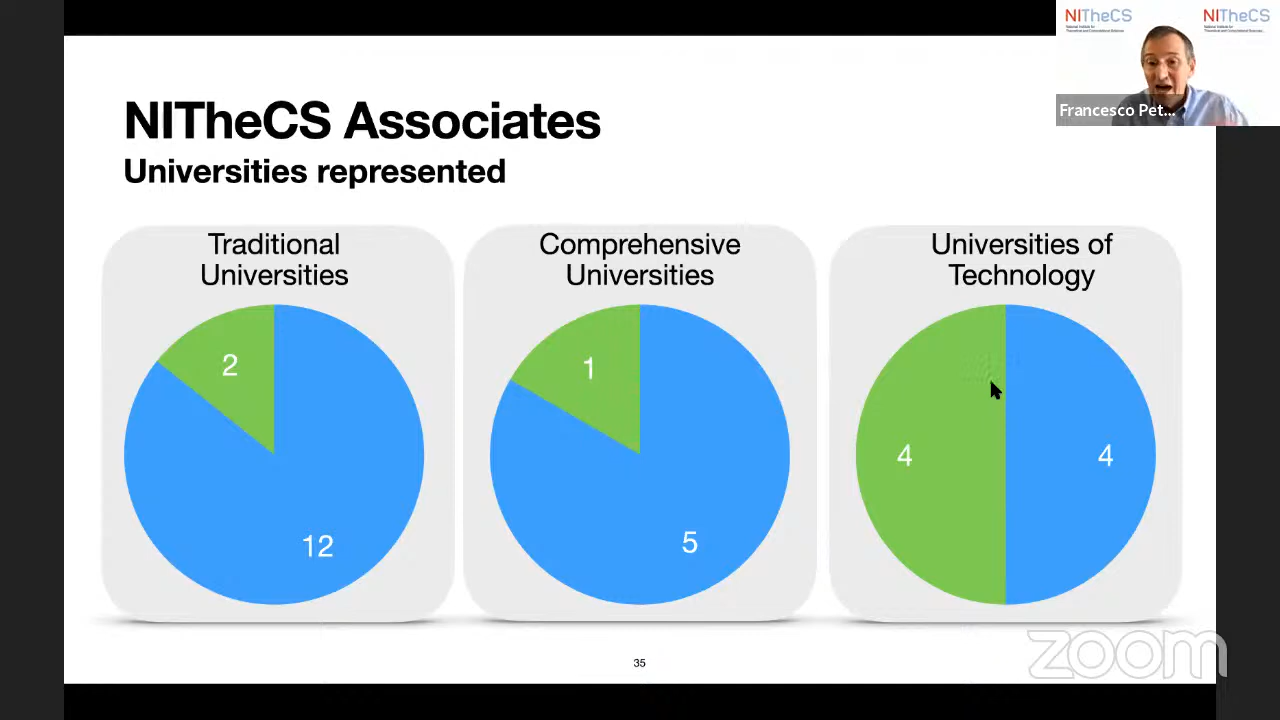 NITheCS
NITheCS
Francesco Pet...
NITheCS Associates
Universities represented
Traditional
Universities
2
12
Comprehensive
Universities
1
5
Universities of
Technology
4
4
35
zoom